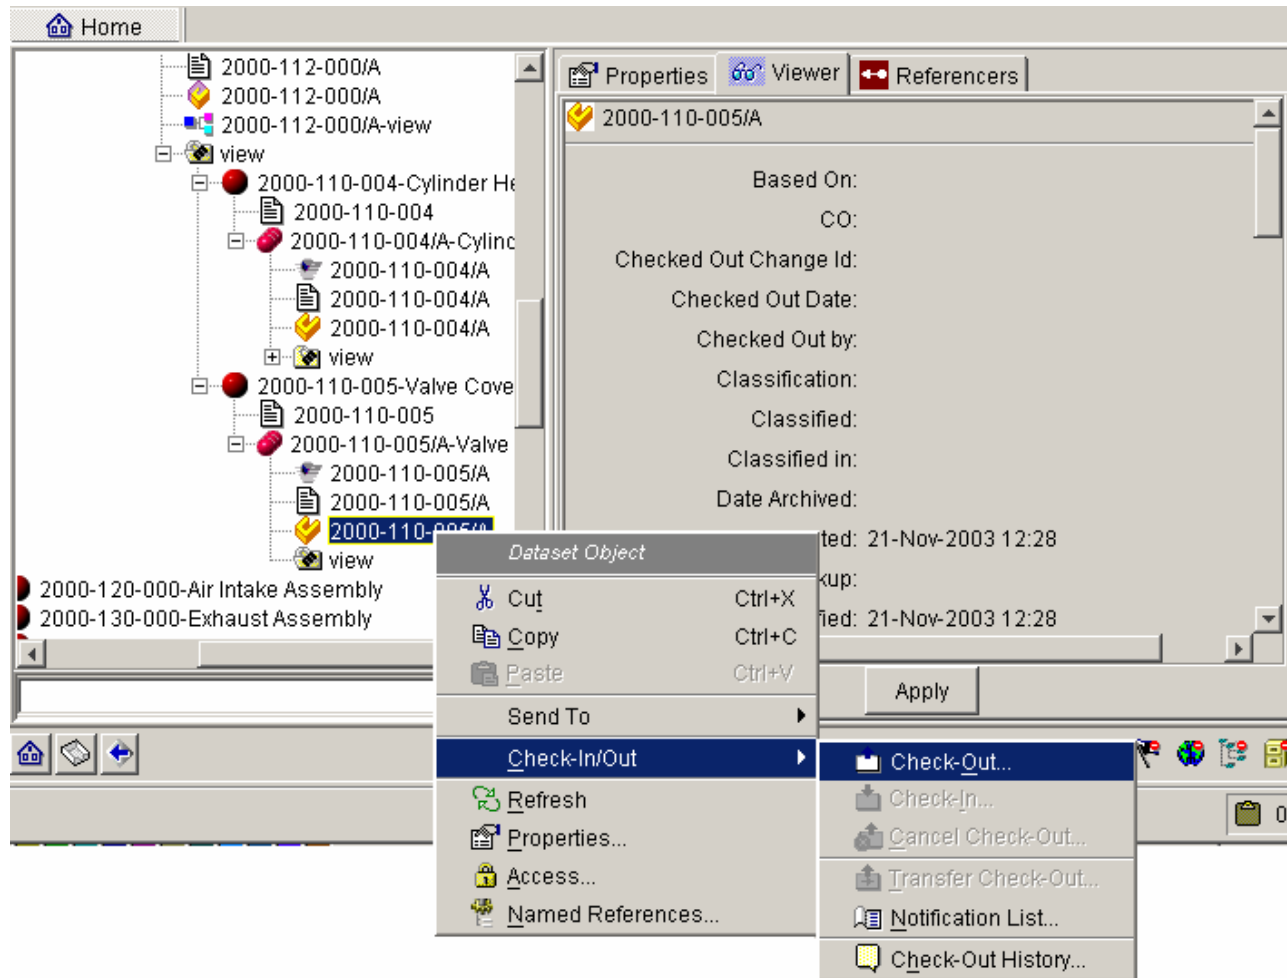 Home
2000-112-000/A
2000-112-000/A
2000-112-000/A-view
view
2000-110-004-Cylinder He
2000-110-004
2000-110-004/A-Cylinc
2000-110-004/A
2000-110-004/A
2000-110-004/A
view
2000-110-005-Valve Cove
2000-110-005
2000-110-005/A-Valve
2000-110-005/A
2000-110-005/A
2000-110-005/A
view
2000-120-000-Air Intake Assembly
2000-130-000-Exhaust Assembly
Properties Viewer Referencers
2000-110-005/A
Based On:
CO:
Checked Out Change Id:
Checked Out Date:
Checked Out by:
Classification:
Classified:
Classified in:
Date Archived:
ted: 21-Nov-2003 12:28
kup:
fied: 21-Nov-2003 12:28
Apply
Dataset Object
Cut Ctrl+X
Copy Ctrl+C
Paste Ctrl+V
Send To
Check-In/Out
Refresh
Properties...
Access...
Named References...
Check-Out...
Check-In...
Cancel Check-Out...
Transfer Check-Out...
Notification List...
Check-Out History...
0